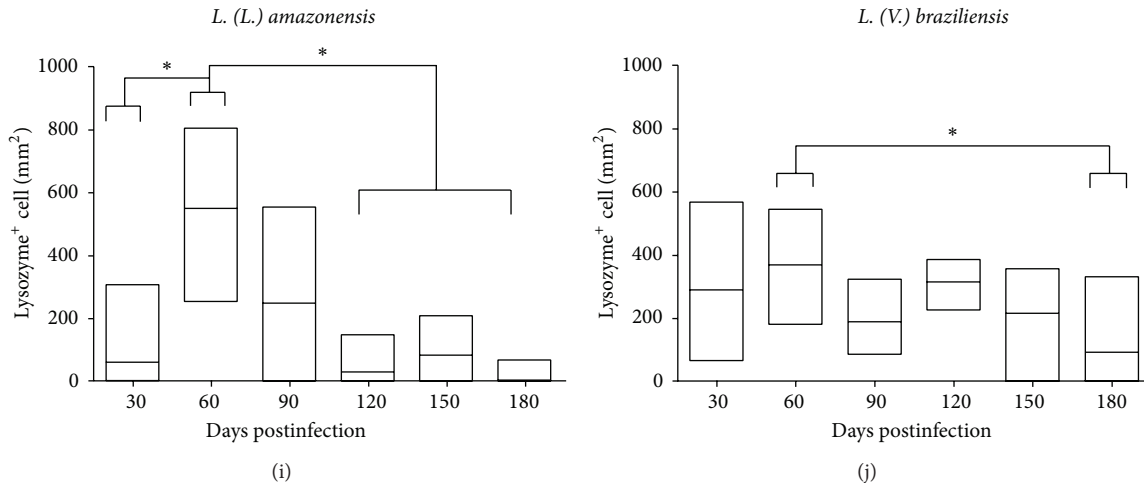 L. (L.) amazonensis
*
*
1000
800
600
400
200
0
Lysozyme⁺ cell (mm²)
30 60 90 120 150 180
Days postinfection
(i)
L. (V.) braziliensis
*
1000
800
600
400
200
0
Lysozyme⁺ cell (mm²)
30 60 90 120 150 180
Days postinfection
(j)